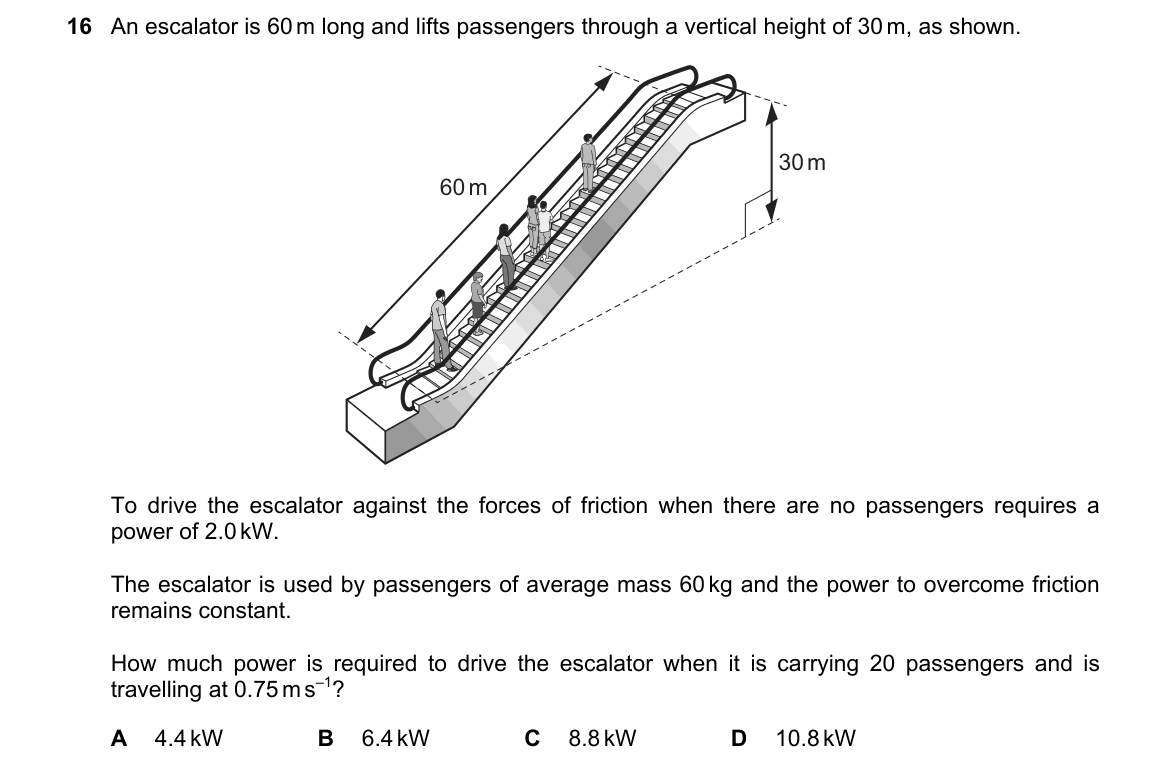 16 An escalator is 60 m long and lifts passengers through a vertical height of 30 m, as shown.
60 m
30 m
To drive the escalator against the forces of friction when there are no passengers requires a
power of 2.0 kW.
The escalator is used by passengers of average mass 60 kg and the power to overcome friction
remains constant.
How much power is required to drive the escalator when it is carrying 20 passengers and is
travelling at 0.75 m s⁻¹?
A 4.4 kW B 6.4 kW C 8.8 kW D 10.8 kW